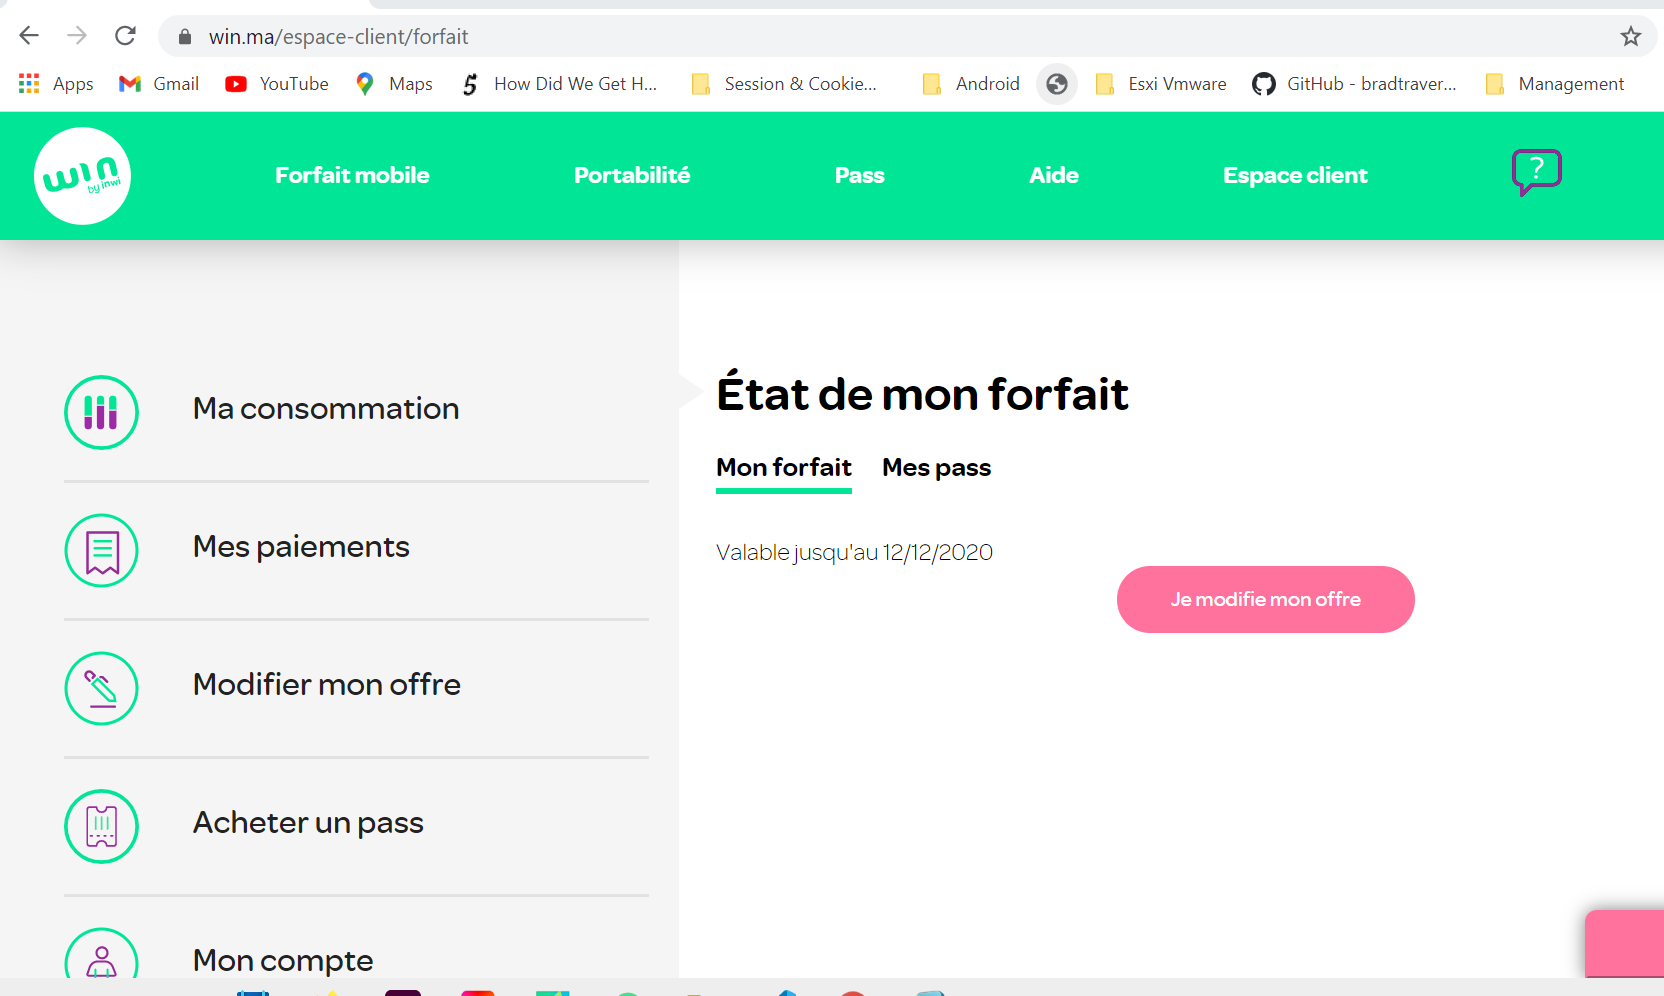 win.ma/espace-client/forfait
Apps Gmail YouTube Maps How Did We Get H... Session & Cookie... Android Esxi Vmware GitHub - bradtraver... Management
win
by inwi
Forfait mobile Portabilité Pass Aide Espace client ?
Ma consommation
Mes paiements
Modifier mon offre
Acheter un pass
Mon compte
État de mon forfait
Mon forfait Mes pass
Valable jusqu'au 12/12/2020
Je modifie mon offre